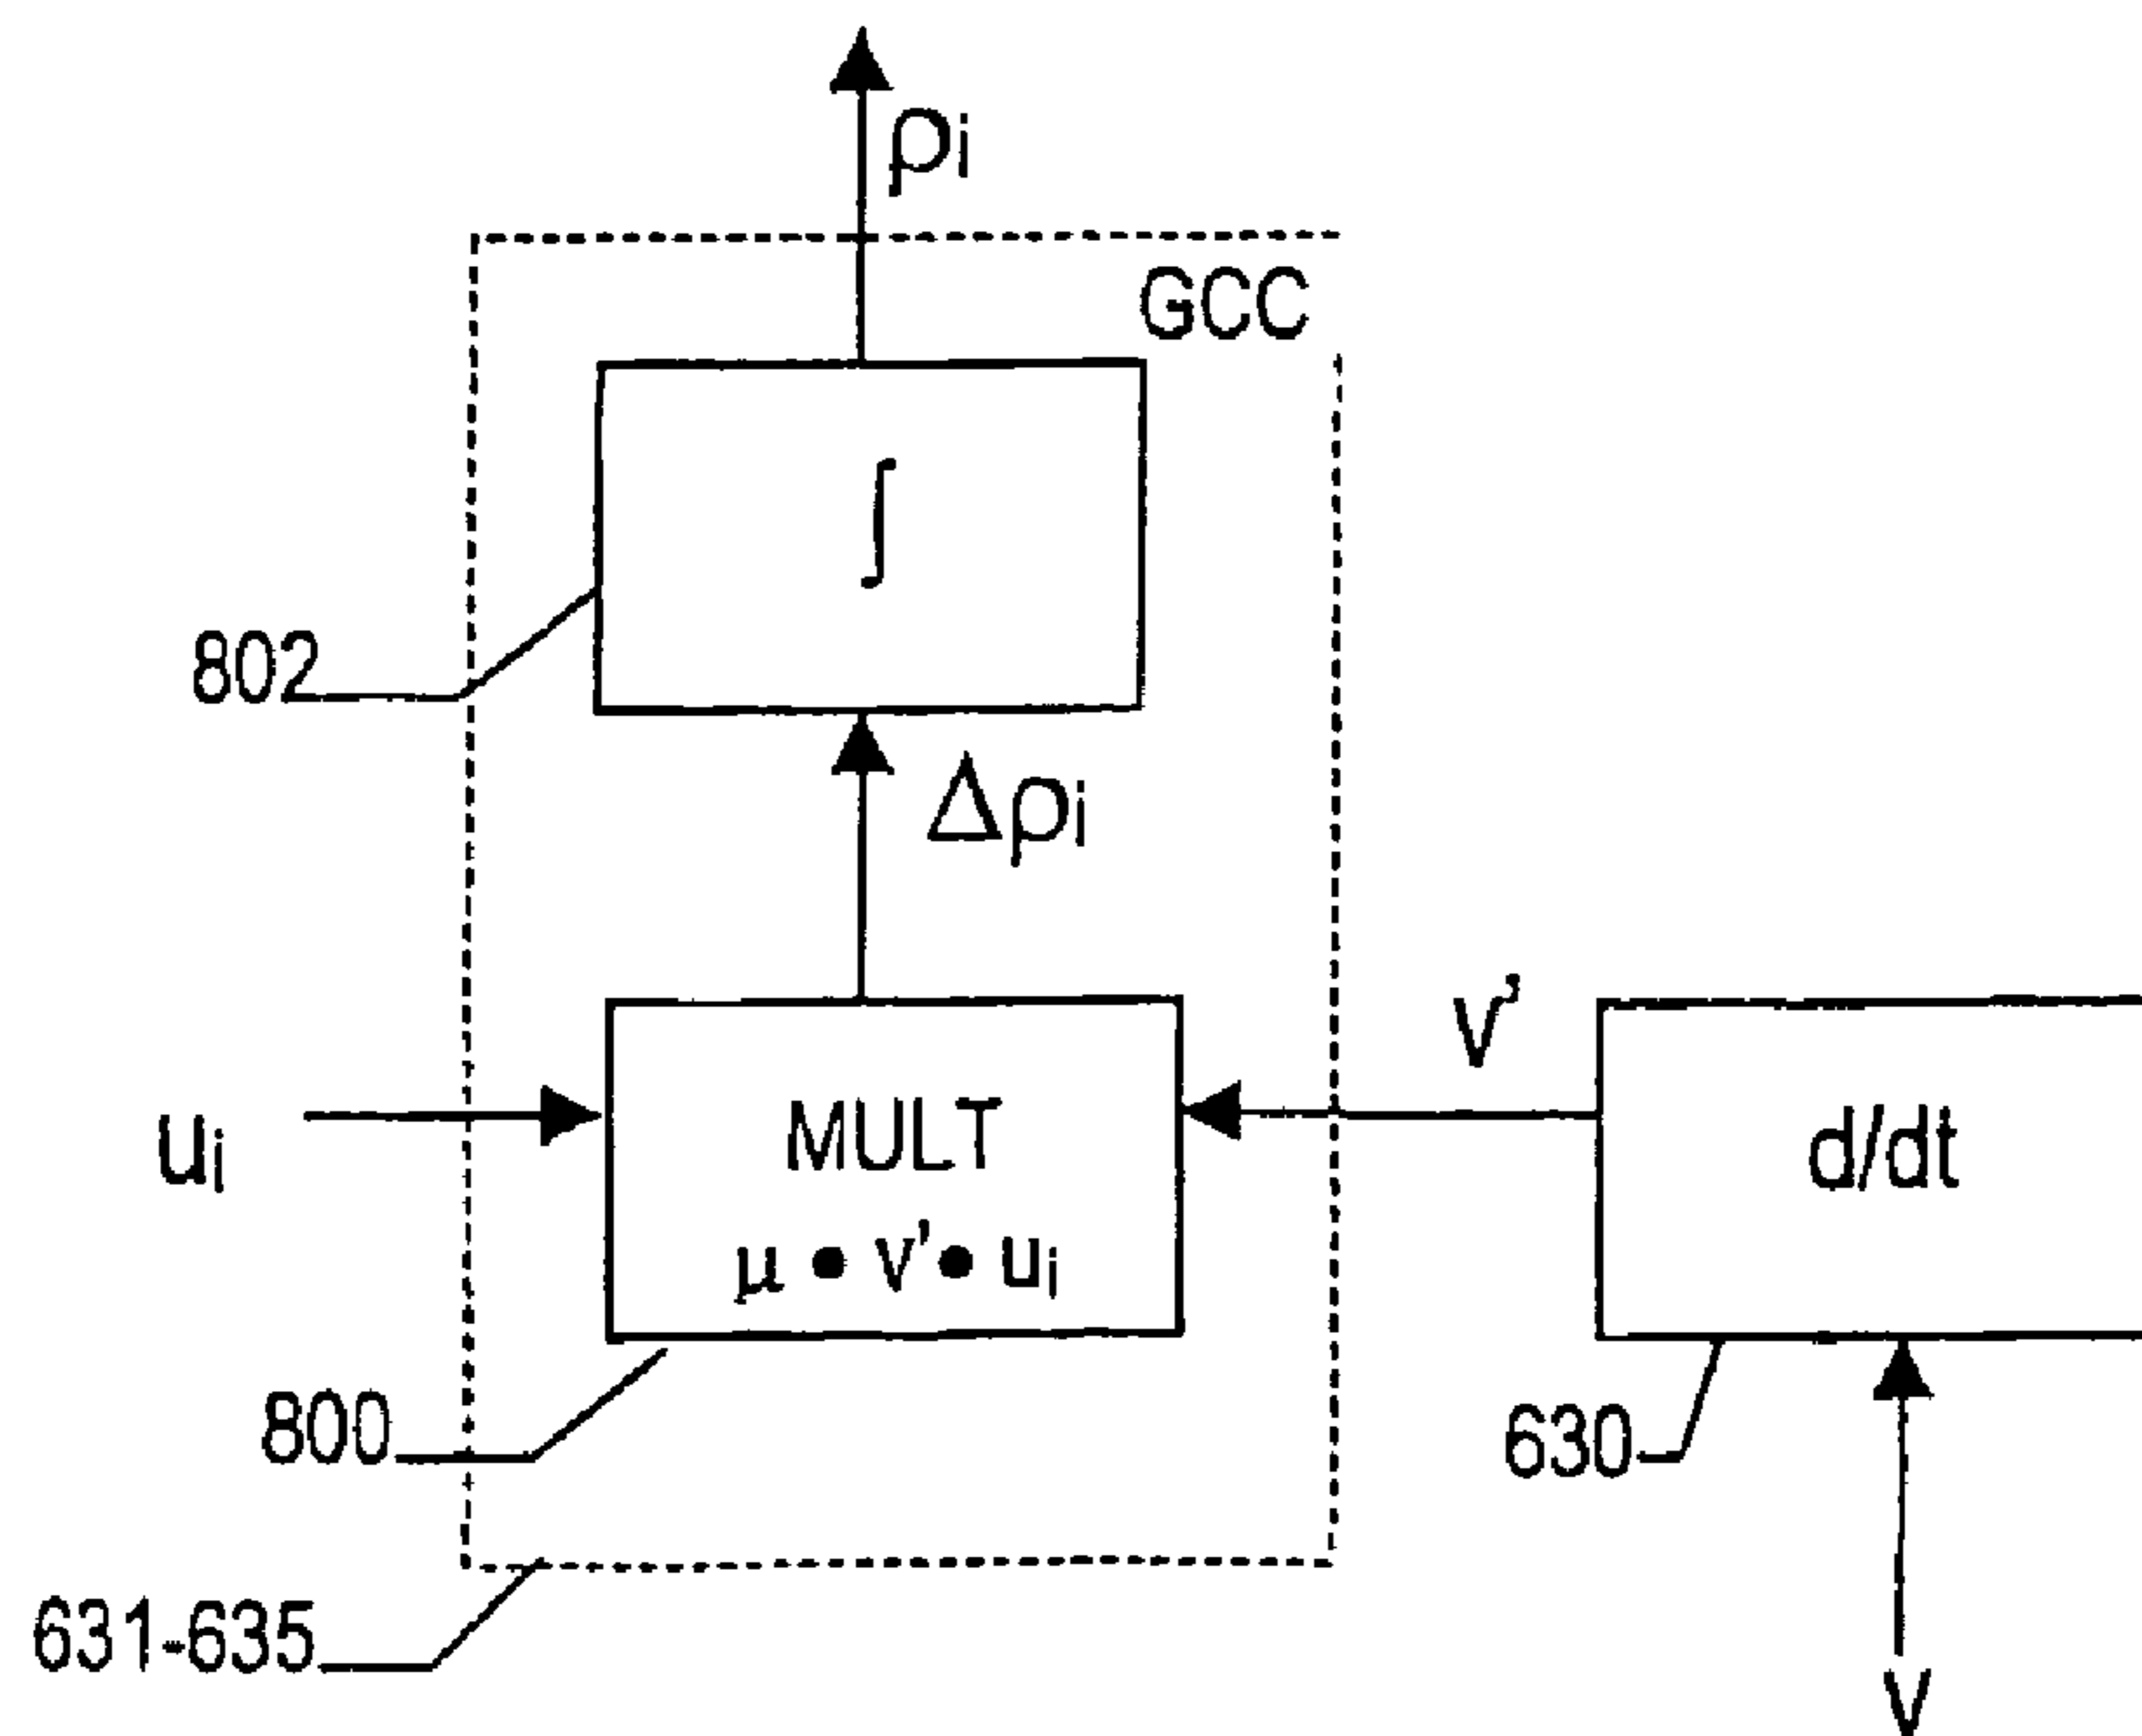 ρi
GCC
∫
802
Δρi
v'
ui
MULT
μ • v' • ui
d/dt
800
630
631-635
v